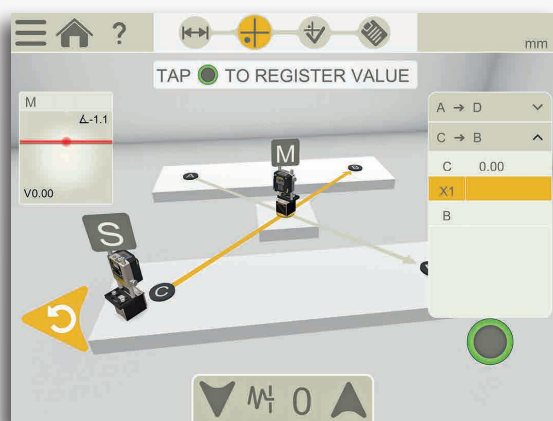 ?
mm
TAP TO REGISTER VALUE
M
∡-1.1
V0.00
A → D
C → B
C 0.00
X1
B
M
S
A
B
C
0